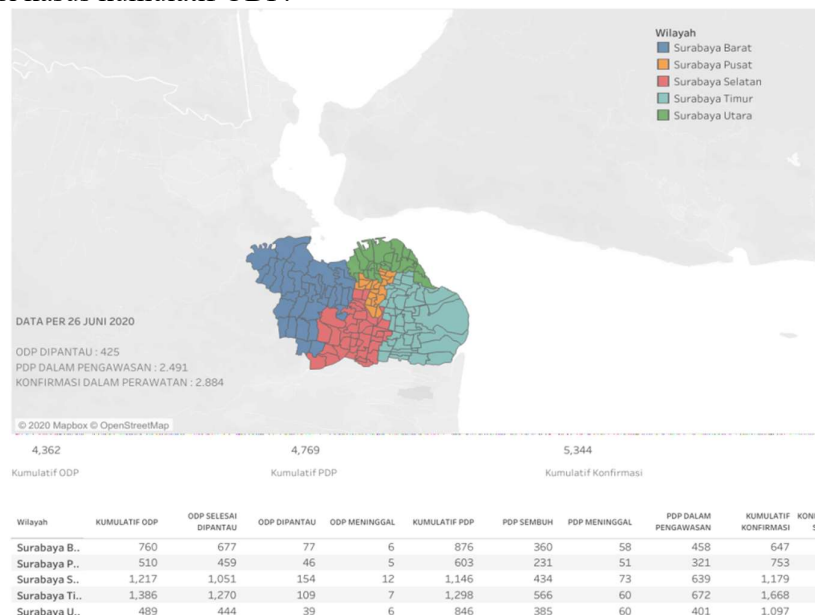 Wilayah
Surabaya Barat
Surabaya Pusat
Surabaya Selatan
Surabaya Timur
Surabaya Utara
DATA PER 26 JUNI 2020
ODP DIPANTAU : 425
PDP DALAM PENGAWASAN : 2.491
KONFIRMASI DALAM PERAWATAN : 2.884
© 2020 Mapbox © OpenStreetMap
4,362 4,769 5,344
Kumulatif ODP Kumulatif PDP Kumulatif Konfirmasi
Wilayah KUMULATIF ODP ODP SELESAI DIPANTAU ODP DIPANTAU ODP MENINGGAL KUMULATIF PDP PDP SEMBUH PDP MENINGGAL PDP DALAM PENGAWASAN KUMULATIF KONFIRMASI
Surabaya B.. 760 677 77 6 876 360 58 458 647
Surabaya P.. 510 459 46 5 603 231 51 321 753
Surabaya S.. 1,217 1,051 154 12 1,146 434 73 639 1,179
Surabaya Ti.. 1,386 1,270 109 7 1,298 566 60 672 1,668
Surabaya U.. 489 444 39 6 846 385 60 401 1,097